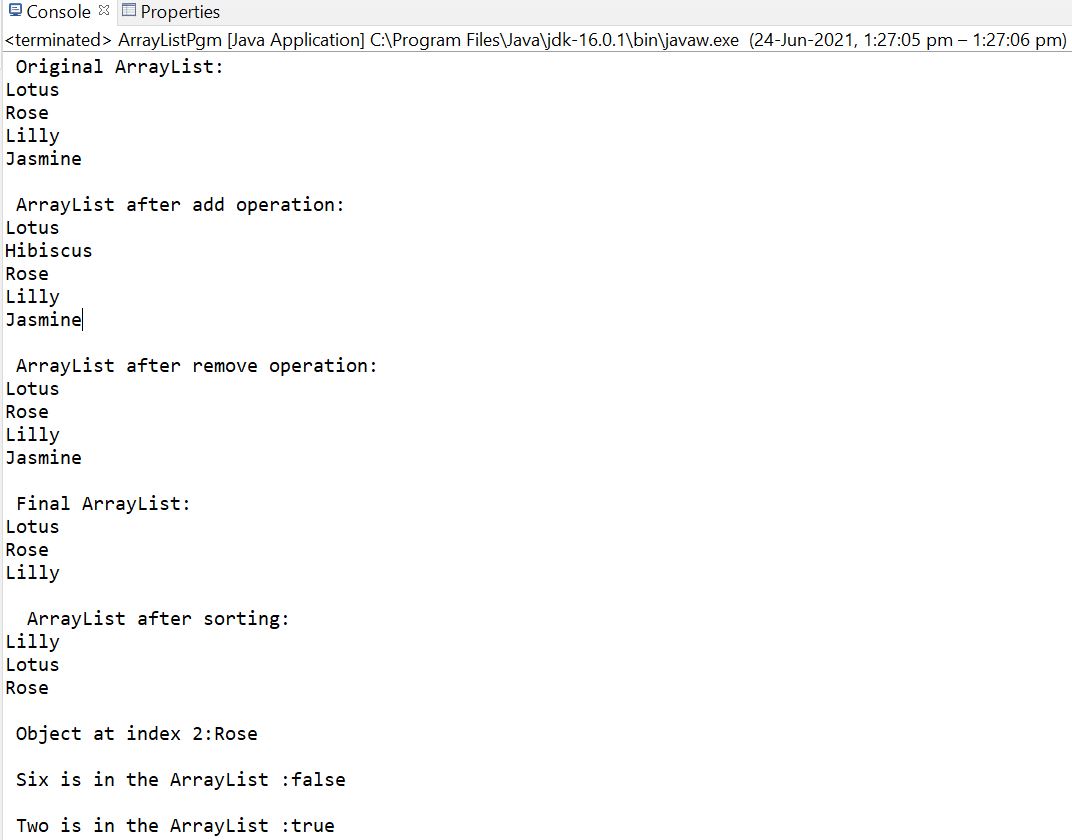 Console Properties
<terminated> ArrayListPgm [Java Application] C:\Program Files\Java\jdk-16.0.1\bin\javaw.exe (24-Jun-2021, 1:27:05 pm – 1:27:06 pm)
Original ArrayList:
Lotus
Rose
Lilly
Jasmine
ArrayList after add operation:
Lotus
Hibiscus
Rose
Lilly
Jasmine
ArrayList after remove operation:
Lotus
Rose
Lilly
Jasmine
Final ArrayList:
Lotus
Rose
Lilly
ArrayList after sorting:
Lilly
Lotus
Rose
Object at index 2:Rose
Six is in the ArrayList :false
Two is in the ArrayList :true